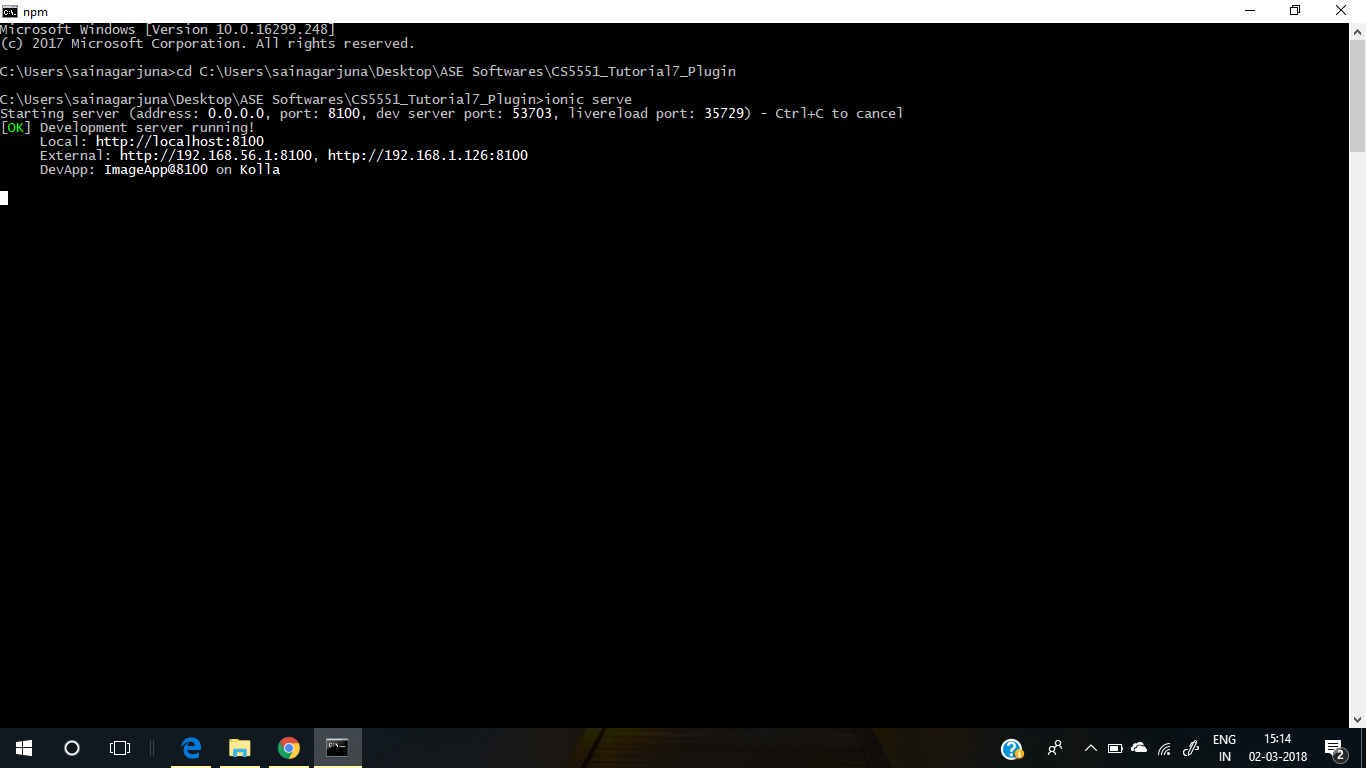 npm
Microsoft Windows [Version 10.0.16299.248]
(c) 2017 Microsoft Corporation. All rights reserved.
C:\Users\sainagarjuna>cd C:\Users\sainagarjuna\Desktop\ASE Softwares\CS5551_Tutorial7_Plugin
C:\Users\sainagarjuna\Desktop\ASE Softwares\CS5551_Tutorial7_Plugin>ionic serve
Starting server (address: 0.0.0.0, port: 8100, dev server port: 53703, livereload port: 35729) - Ctrl+C to cancel
[OK] Development server running!
Local: http://localhost:8100
External: http://192.168.56.1:8100, http://192.168.1.126:8100
DevApp: ImageApp@8100 on Kolla
ENG
IN
15:14
02-03-2018
2